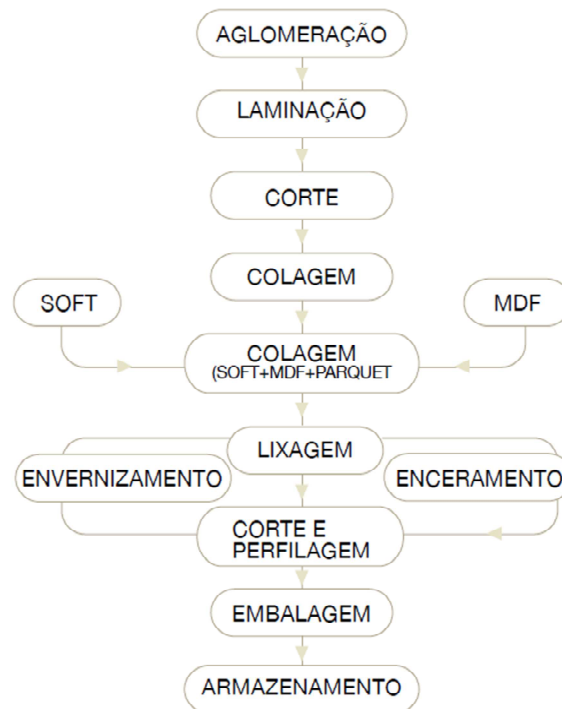 AGLOMERAÇÃO
LAMINAÇÃO
CORTE
COLAGEM
SOFT
MDF
COLAGEM
(SOFT+MDF+PARQUET
LIXAGEM
ENVERNIZAMENTO
ENCERAMENTO
CORTE E
PERFILAGEM
EMBALAGEM
ARMAZENAMENTO